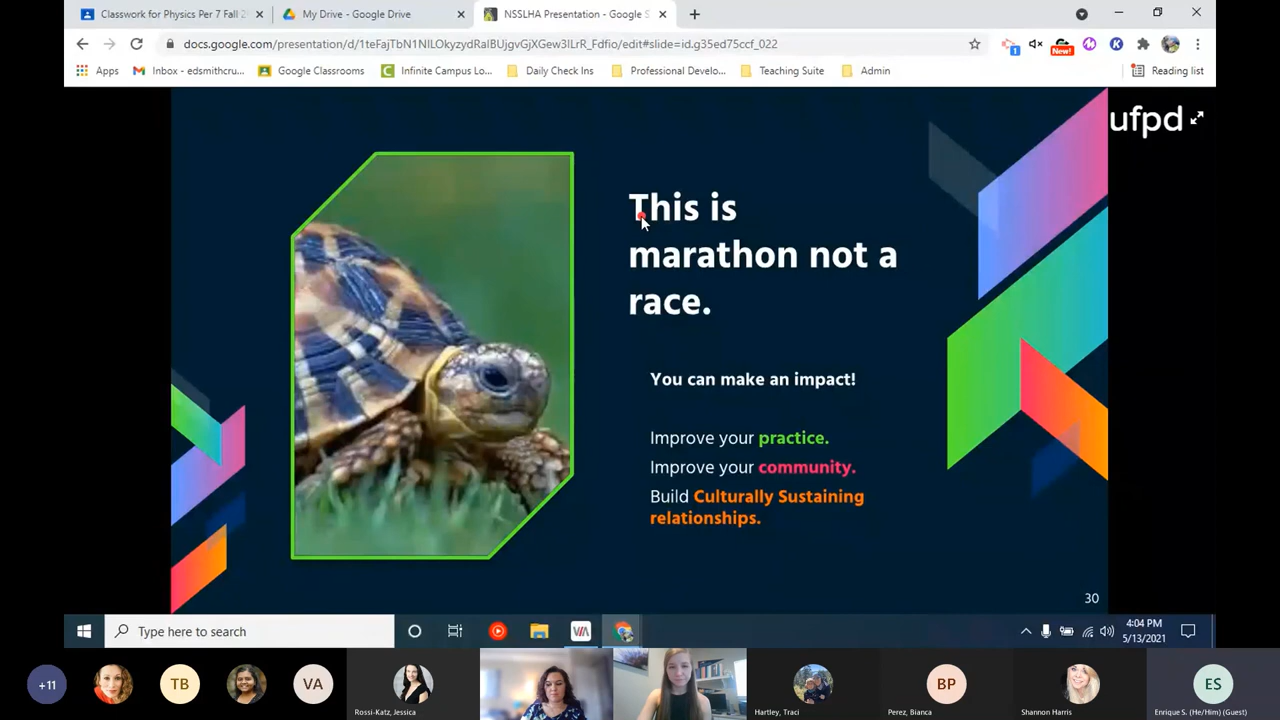 Classwork for Physics Per 7 Fall 2
My Drive - Google Drive
NSSLHA Presentation - Google S
docs.google.com/presentation/d/1eFajTbN1NILOkyzydRaIBUjgvGjXGew3ILrR_Fdfio/edit#slide=id.g35ed75ccf_022
1
New!
Apps
Inbox - edsmithcru...
Google Classrooms
Infinite Campus Lo...
Daily Check Ins
Professional Develo...
Teaching Suite
Admin
Reading list
ufpd
This is
marathon not a
race.
You can make an impact!
Improve your practice.
Improve your community.
Build Culturally Sustaining
relationships.
30
Type here to search
4:04 PM
5/13/2021
+11
TB
VA
BP
ES
Rossi-Katz, Jessica
Hartley, Traci
Perez, Bianca
Shannon Harris
Enrique S. (He/Him) (Guest)